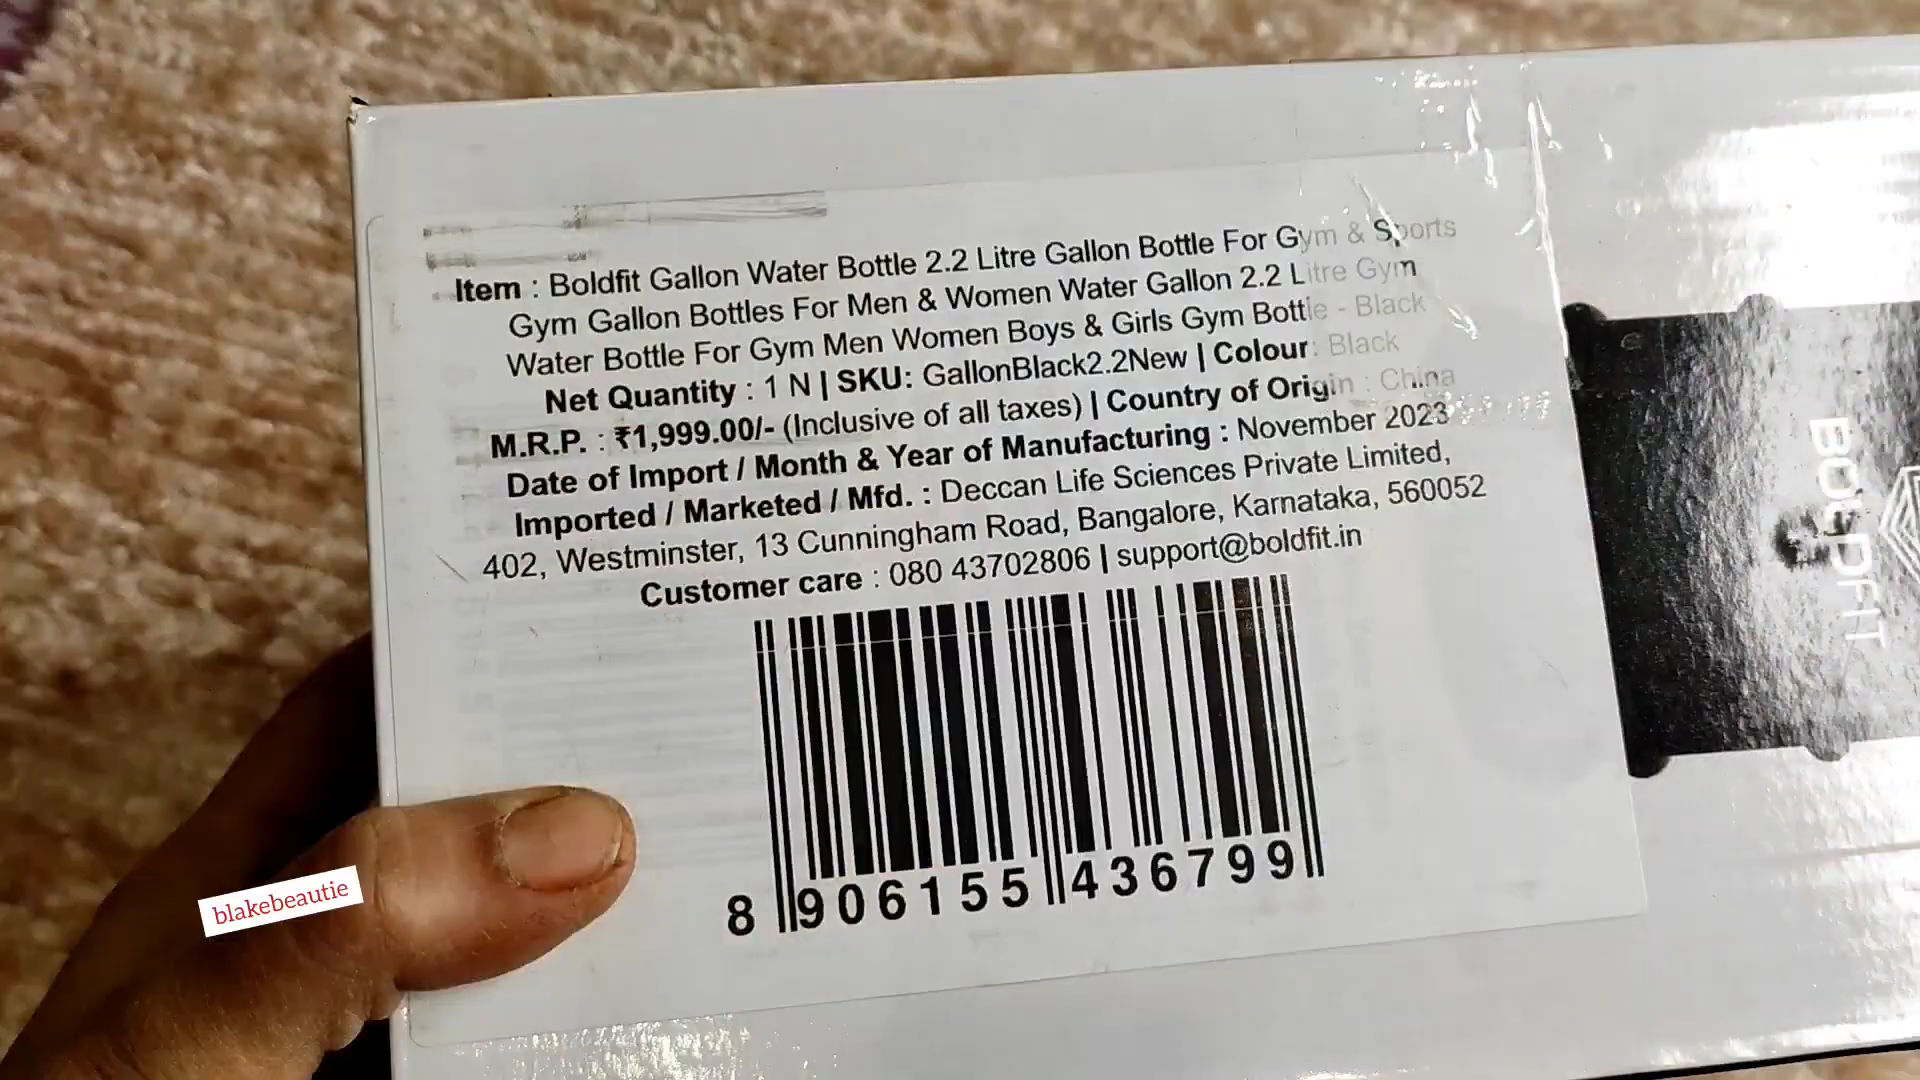 Item : Boldfit Gallon Water Bottle 2.2 Litre Gallon Bottle For Gym & Sports
Gym Gallon Bottles For Men & Women Water Gallon 2.2 Litre Gym
Water Bottle For Gym Men Women Boys & Girls Gym Bottle - Black
Net Quantity : 1 N | SKU: GallonBlack2.2New | Colour: Black
M.R.P. : ₹1,999.00/- (Inclusive of all taxes) | Country of Origin : China
Date of Import / Month & Year of Manufacturing : November 2023
Imported / Marketed / Mfd. : Deccan Life Sciences Private Limited,
402, Westminster, 13 Cunningham Road, Bangalore, Karnataka, 560052
Customer care : 080 43702806 | support@boldfit.in
8 906155 436799
BOLDFIT
blakebeautie